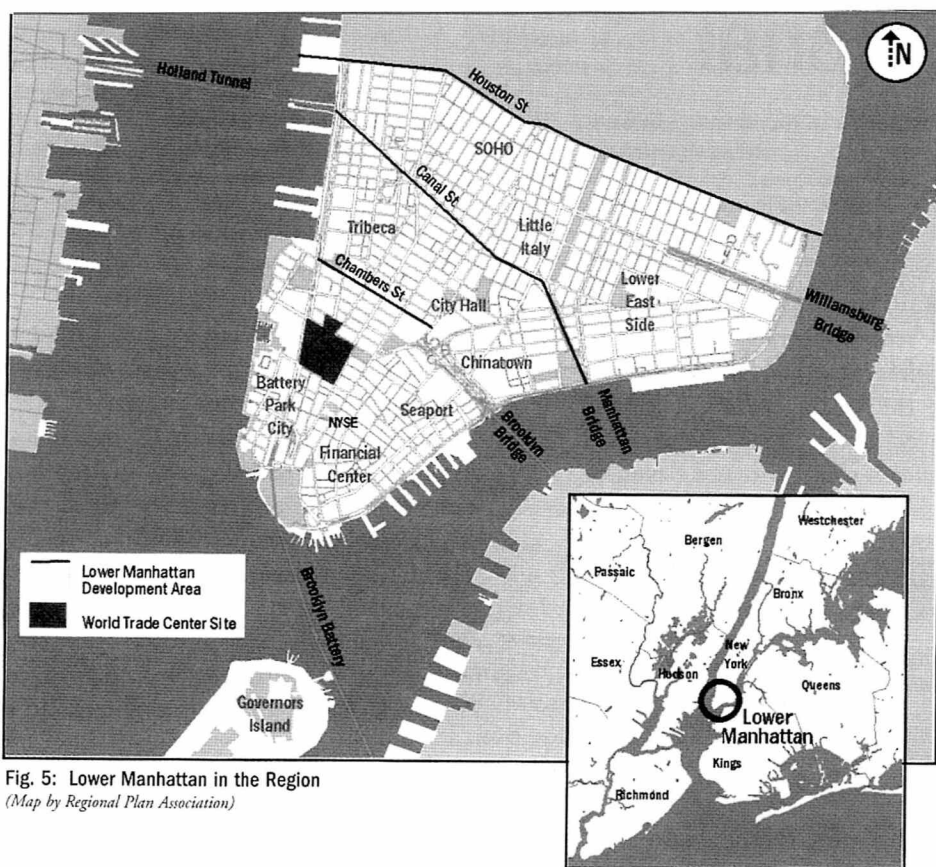 N
Holland Tunnel
Houston St
SOHO
Canal St
Little
Italy
Tribeca
Chambers St
City Hall
Lower
East
Side
Williamsburg
Bridge
Chinatown
Battery
Park
City
Seaport
NYSE
Financial
Center
Brooklyn
Bridge
Manhattan
Bridge
Lower Manhattan
Development Area
World Trade Center Site
Brooklyn Battery
Governors
Island
Westchester
Bergen
Passaic
Bronx
Essex
New
York
Hudson
Queens
Lower
Manhattan
Kings
Richmond
Fig. 5: Lower Manhattan in the Region
(Map by Regional Plan Association)